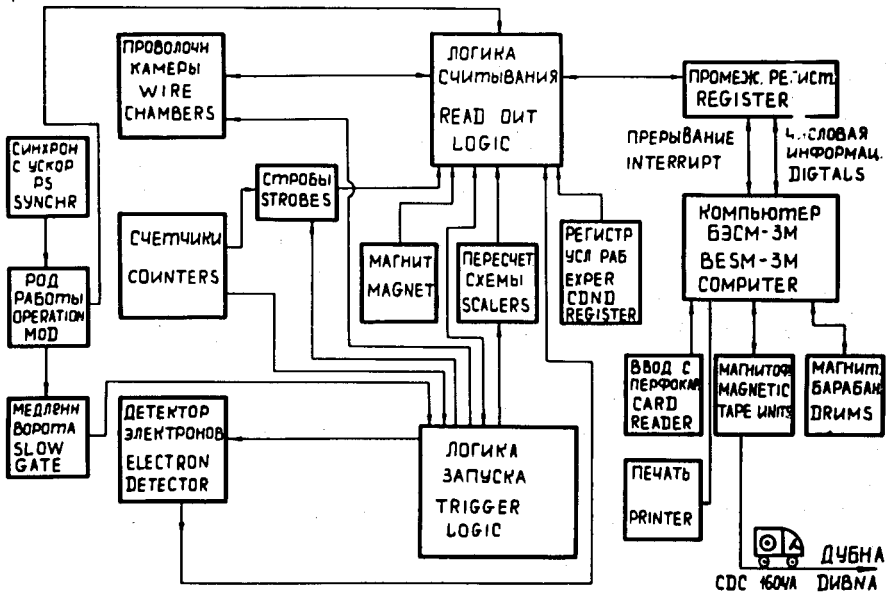 ПРОВОЛОЧН
КАМЕРЫ
WIRE
CHAMBERS
ЛОГИКА
СЧИТЫВАНИЯ
READ OUT
LOGIC
ПРОМЕЖ. РЕГИСТ.
REGISTER
ПРЕРЫВАНИЕ
INTERRUPT
ИНФОРМАЦ.
DIGTALS
СИНХРОН
С УСКОР
PS
SYNCHR
СТРОБЫ
STROBES
СЧЕТЧИКИ
COUNTERS
МАГНИТ
MAGNET
ПЕРЕСЧЕТ
СХЕМЫ
SCALERS
РЕГИСТР
УСЛ РАБ
EXPER
COND
REGISTER
КОМПЬЮТЕР
БЭСМ-3М
BESM-3M
COMPUTER
РОД
РАБОТЫ
OPERATION
MOD
МЕДЛЕНН
ВОРОТА
SLOW
GATE
ДЕТЕКТОР
ЭЛЕКТРОНОВ
ELECTRON
DETECTOR
ЛОГИКА
ЗАПУСКА
TRIGGER
LOGIC
ВВОД С
ПЕРФОКАР
CARD
READER
МАГНИТОФ
MAGNETIC
TAPE UNITS
МАГНИТ.
БАРАБАН
DRUMS
ПЕЧАТЬ
PRINTER
ДУБНА
CDC 1604A DUBNA